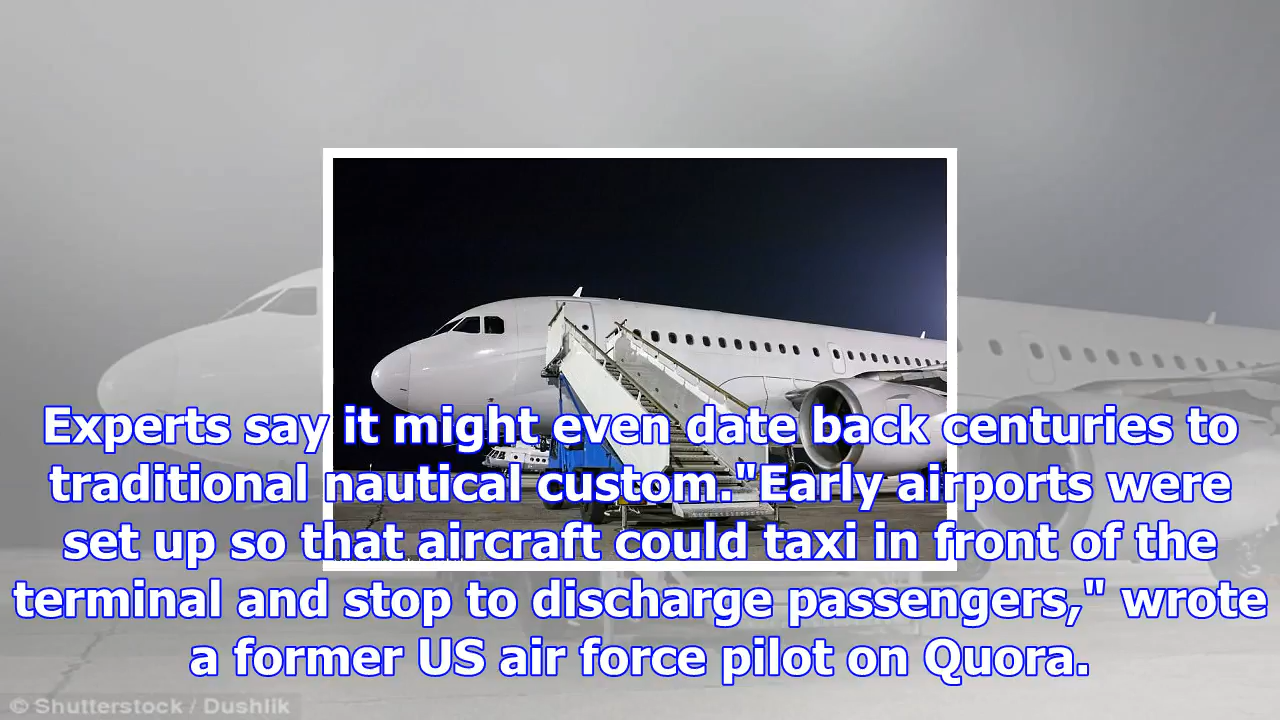 Experts say it might even date back centuries to
traditional nautical custom."Early airports were
set up so that aircraft could taxi in front of the
terminal and stop to discharge passengers," wrote
a former US air force pilot on Quora.
© Shutterstock / Dushlik